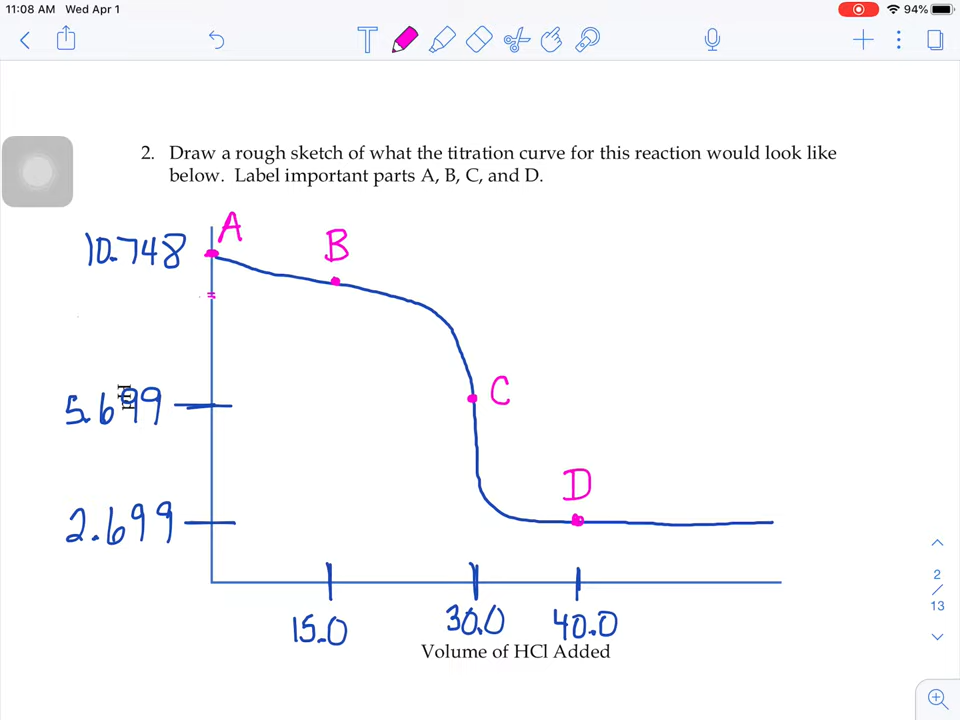 11:08 AM Wed Apr 1
94%
T
2. Draw a rough sketch of what the titration curve for this reaction would look like
below. Label important parts A, B, C, and D.
A
10.748
B
pH
5.699
C
D
2.699
2
/
13
15.0
30.0
40.0
Volume of HCl Added